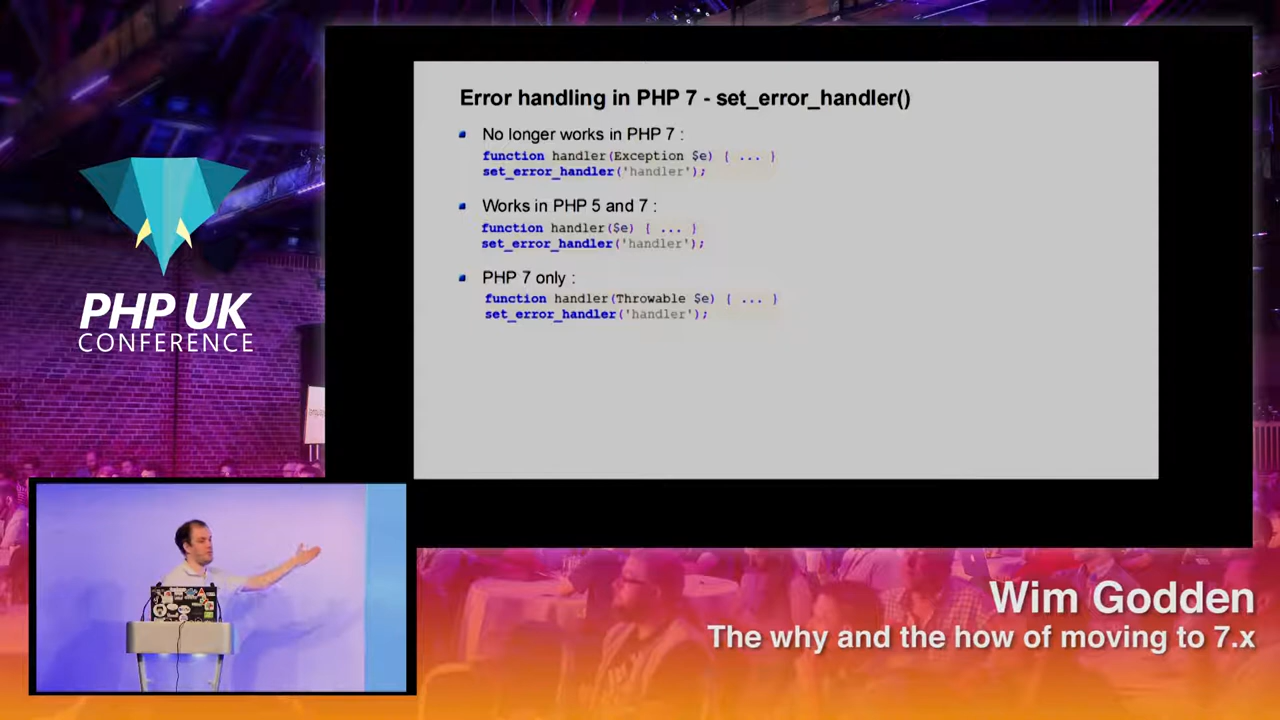 Error handling in PHP 7 - set_error_handler()
No longer works in PHP 7 :
function handler(Exception $e) { ... }
set_error_handler('handler');
Works in PHP 5 and 7 :
function handler($e) { ... }
set_error_handler('handler');
PHP 7 only :
function handler(Throwable $e) { ... }
set_error_handler('handler');
PHP UK
CONFERENCE
Wim Godden
The why and the how of moving to 7.x